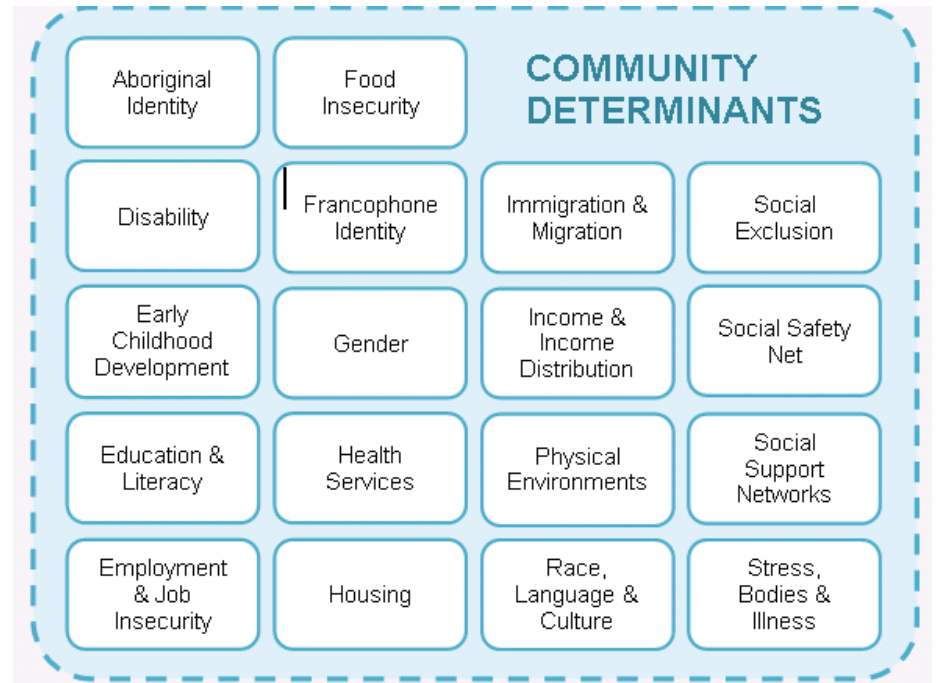 COMMUNITY
DETERMINANTS
Aboriginal
Identity
Food
Insecurity
Disability
Francophone
Identity
Immigration &
Migration
Social
Exclusion
Early
Childhood
Development
Gender
Income &
Income
Distribution
Social Safety
Net
Education &
Literacy
Health
Services
Physical
Environments
Social
Support
Networks
Employment
& Job
Insecurity
Housing
Race,
Language &
Culture
Stress,
Bodies &
Illness